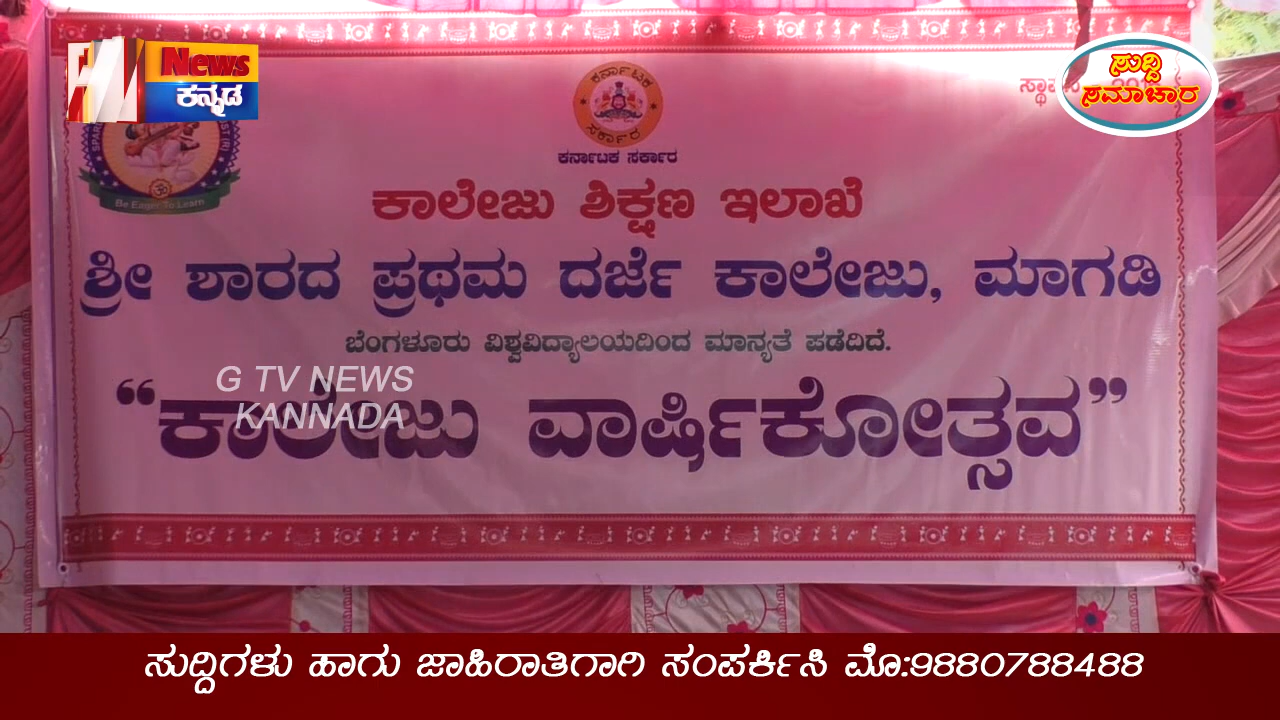 News
ಕನ್ನಡ
ಸುದ್ದಿ
ಸಮಾಚಾರ
ಕರ್ನಾಟಕ
ಸರ್ಕಾರ
ಕರ್ನಾಟಕ ಸರ್ಕಾರ
Be Eager To Learn
ಕಾಲೇಜು ಶಿಕ್ಷಣ ಇಲಾಖೆ
ಶ್ರೀ ಶಾರದ ಪ್ರಥಮ ದರ್ಜೆ ಕಾಲೇಜು, ಮಾಗಡಿ
ಬೆಂಗಳೂರು ವಿಶ್ವವಿದ್ಯಾಲಯದಿಂದ ಮಾನ್ಯತೆ ಪಡೆದಿದೆ.
G TV NEWS
KANNADA
“ಕಾಲೇಜು ವಾರ್ಷಿಕೋತ್ಸವ”
ಸುದ್ದಿಗಳು ಹಾಗು ಜಾಹಿರಾತಿಗಾಗಿ ಸಂಪರ್ಕಿಸಿ ಮೊ:9880788488